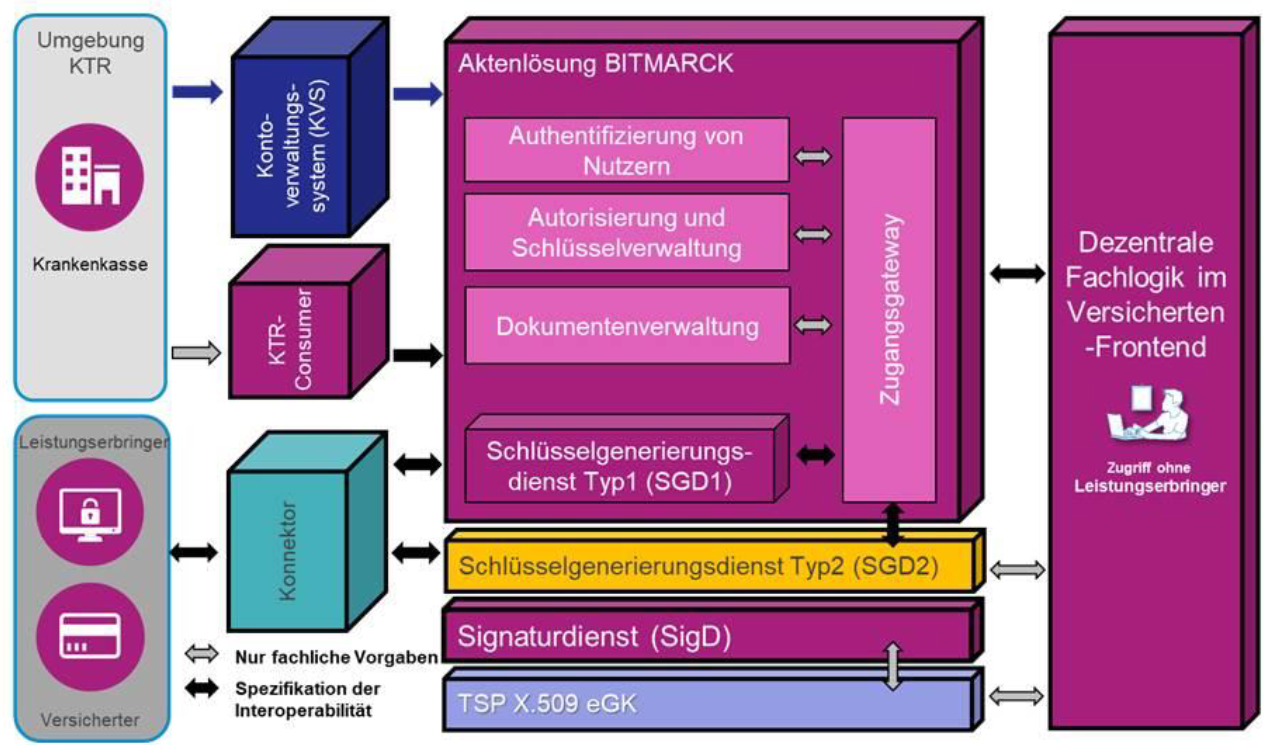 Umgebung
KTR
Krankenkasse
Konto-
verwaltungs-
system (KVS)
KTR-
Consumer
Aktenlösung BITMARCK
Authentifizierung von
Nutzern
Autorisierung und
Schlüsselverwaltung
Dokumentenverwaltung
Schlüsselgenerierungs-
dienst Typ1 (SGD1)
Zugangsgateway
Dezentrale
Fachlogik im
Versicherten
-Frontend
Zugriff ohne
Leistungserbringer
Leistungserbringer
Versicherter
Konnektor
Schlüsselgenerierungsdienst Typ2 (SGD2)
Signaturdienst (SigD)
TSP X.509 eGK
Nur fachliche Vorgaben
Spezifikation der
Interoperabilität